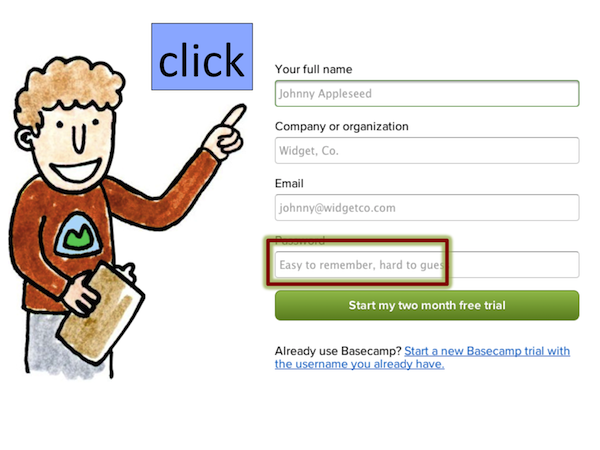 click
Your full name
Johnny Appleseed
Company or organization
Widget, Co.
Email
johnny@widgetco.com
Password
Easy to remember, hard to gues
Start my two month free trial
Already use Basecamp? Start a new Basecamp trial with
the username you already have.